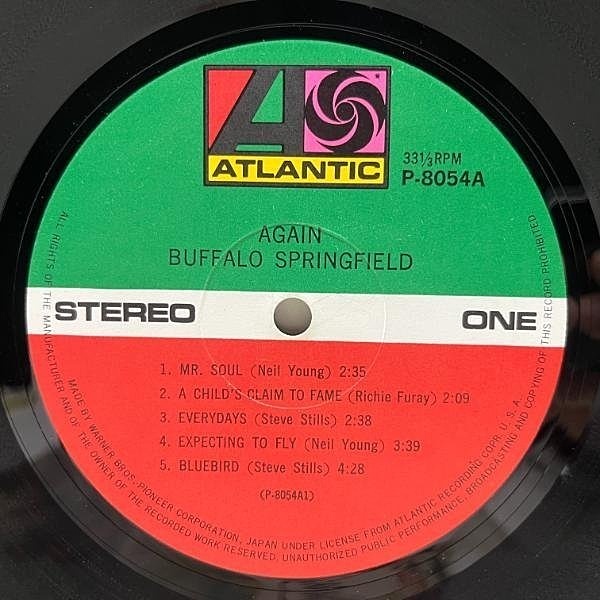 ATLANTIC
33⅓RPM
P-8054A
AGAIN
BUFFALO SPRINGFIELD
STEREO
ONE
1. MR. SOUL (Neil Young) 2:35
2. A CHILD'S CLAIM TO FAME (Richie Furay) 2:09
3. EVERYDAYS (Steve Stills) 2:38
4. EXPECTING TO FLY (Neil Young) 3:39
5. BLUEBIRD (Steve Stills) 4:28
(P-8054A1)
MADE BY WARNER BROS.-PIONEER CORPORATION, JAPAN UNDER LICENSE FROM ATLANTIC RECORDING COPR. U. S. A.
ALL RIGHTS OF THE MANUFACTURER AND OF THE OWNER OF THE RECORDED WORK RESERVED. UNAUTHORIZED PUBLIC PERFORMANCE, BROADCASTING AND COPYING OF THIS RECORD PROHIBITED